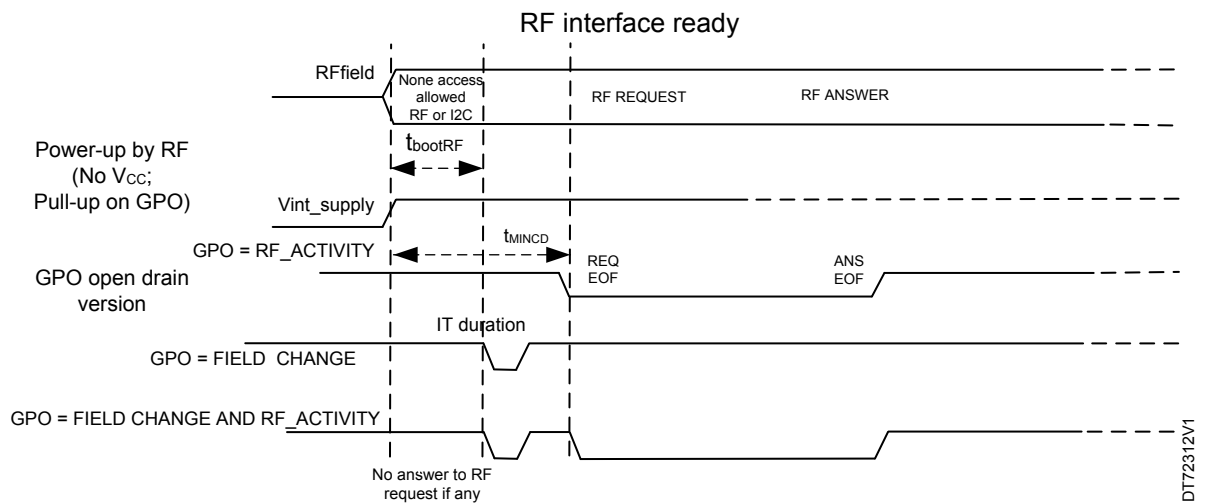 RF interface ready
RFfield
None access
allowed
RF or I2C
RF REQUEST
RF ANSWER
tbootRF
Power-up by RF
(No VCC;
Pull-up on GPO)
Vint_supply
tMINCD
GPO = RF_ACTIVITY
REQ
EOF
ANS
EOF
GPO open drain
version
IT duration
GPO = FIELD CHANGE
GPO = FIELD CHANGE AND RF_ACTIVITY
No answer to RF
request if any
DT72312V1